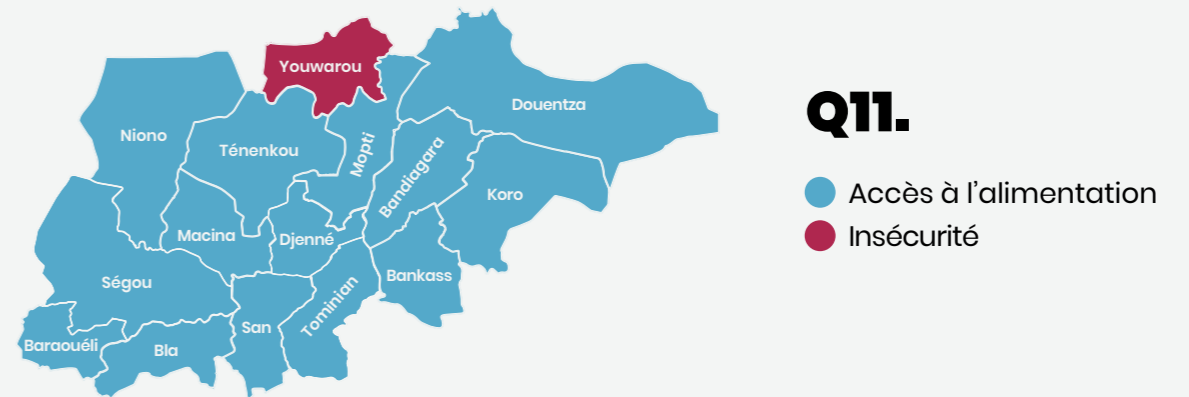 Youwarou
Douentza
Niono
Ténenkou
Mopti
Bandiagara
Koro
Macina
Djenné
Ségou
Bankass
Tominian
San
Baraouéli
Bla
Q11.
Accès à l’alimentation
Insécurité